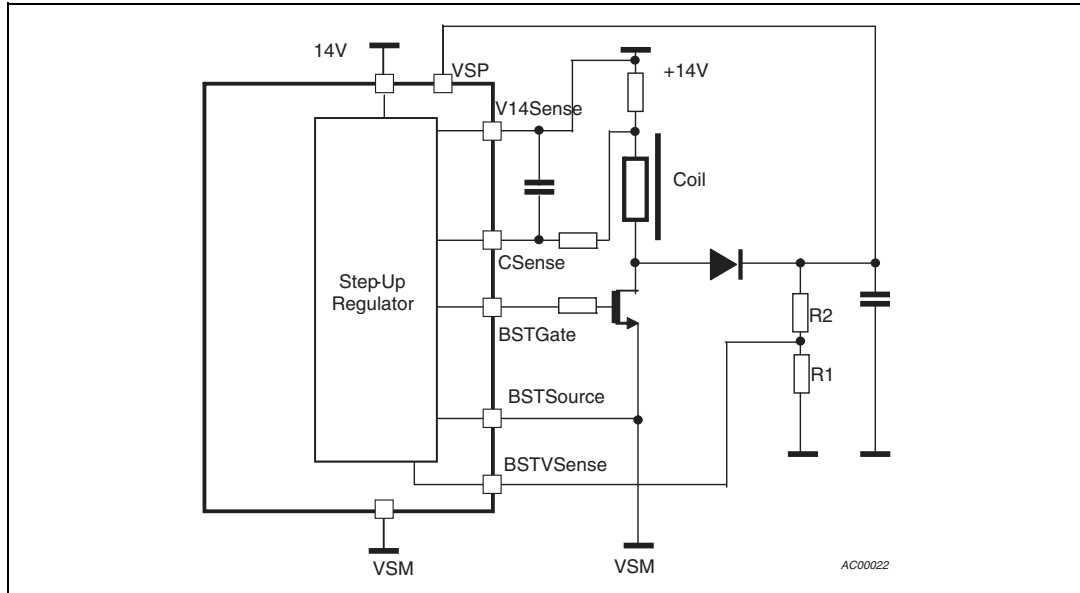 14V
VSP
+14V
V14Sense
Coil
CSense
Step-Up
Regulator
BSTGate
R2
R1
BSTSource
BSTVSense
VSM
VSM
AC00022